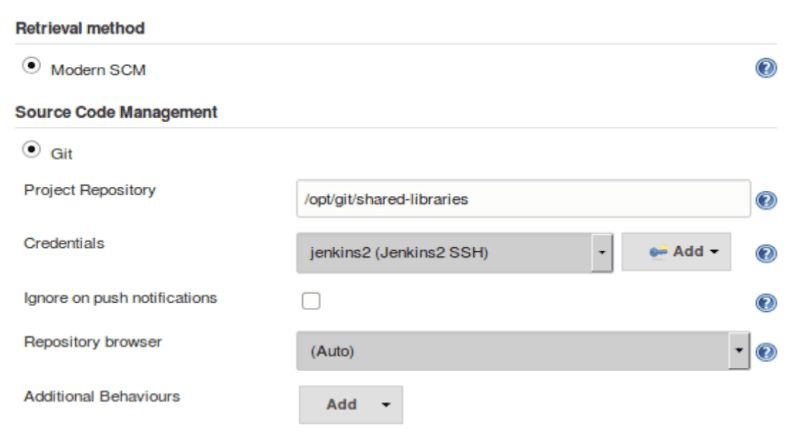 Retrieval method
Modern SCM
Source Code Management
Git
Project Repository
/opt/git/shared-libraries
Credentials
jenkins2 (Jenkins2 SSH)
Add
Ignore on push notifications
Repository browser
(Auto)
Additional Behaviours
Add